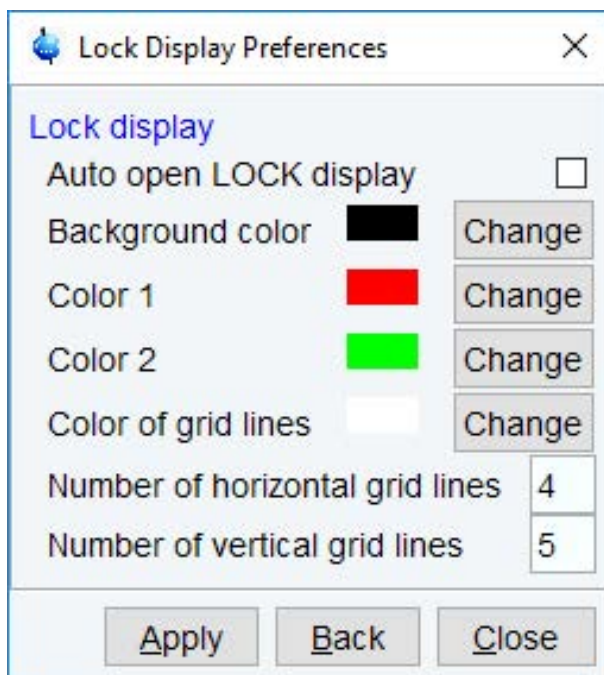 Lock Display Preferences
Lock display
Auto open LOCK display
Background color Change
Color 1 Change
Color 2 Change
Color of grid lines Change
Number of horizontal grid lines 4
Number of vertical grid lines 5
Apply Back Close